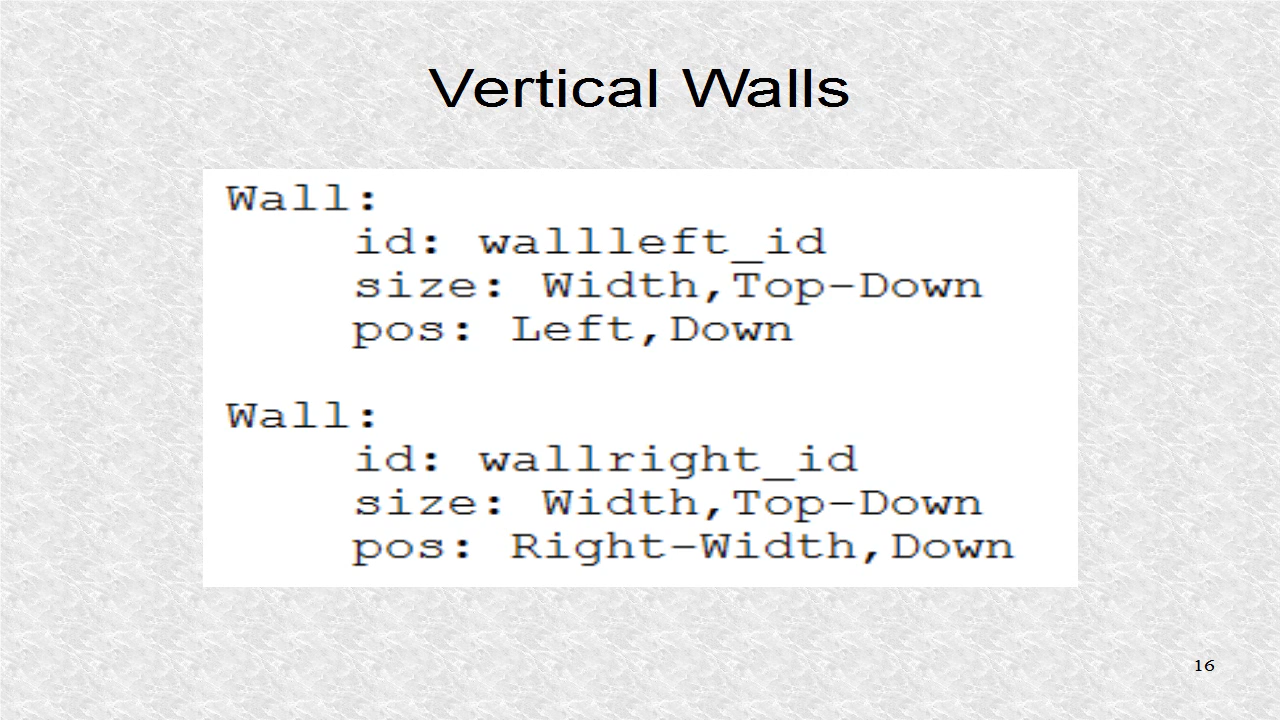 Vertical Walls
Wall:
id: wallleft_id
size: Width,Top-Down
pos: Left,Down
Wall:
id: wallright_id
size: Width,Top-Down
pos: Right-Width,Down
16